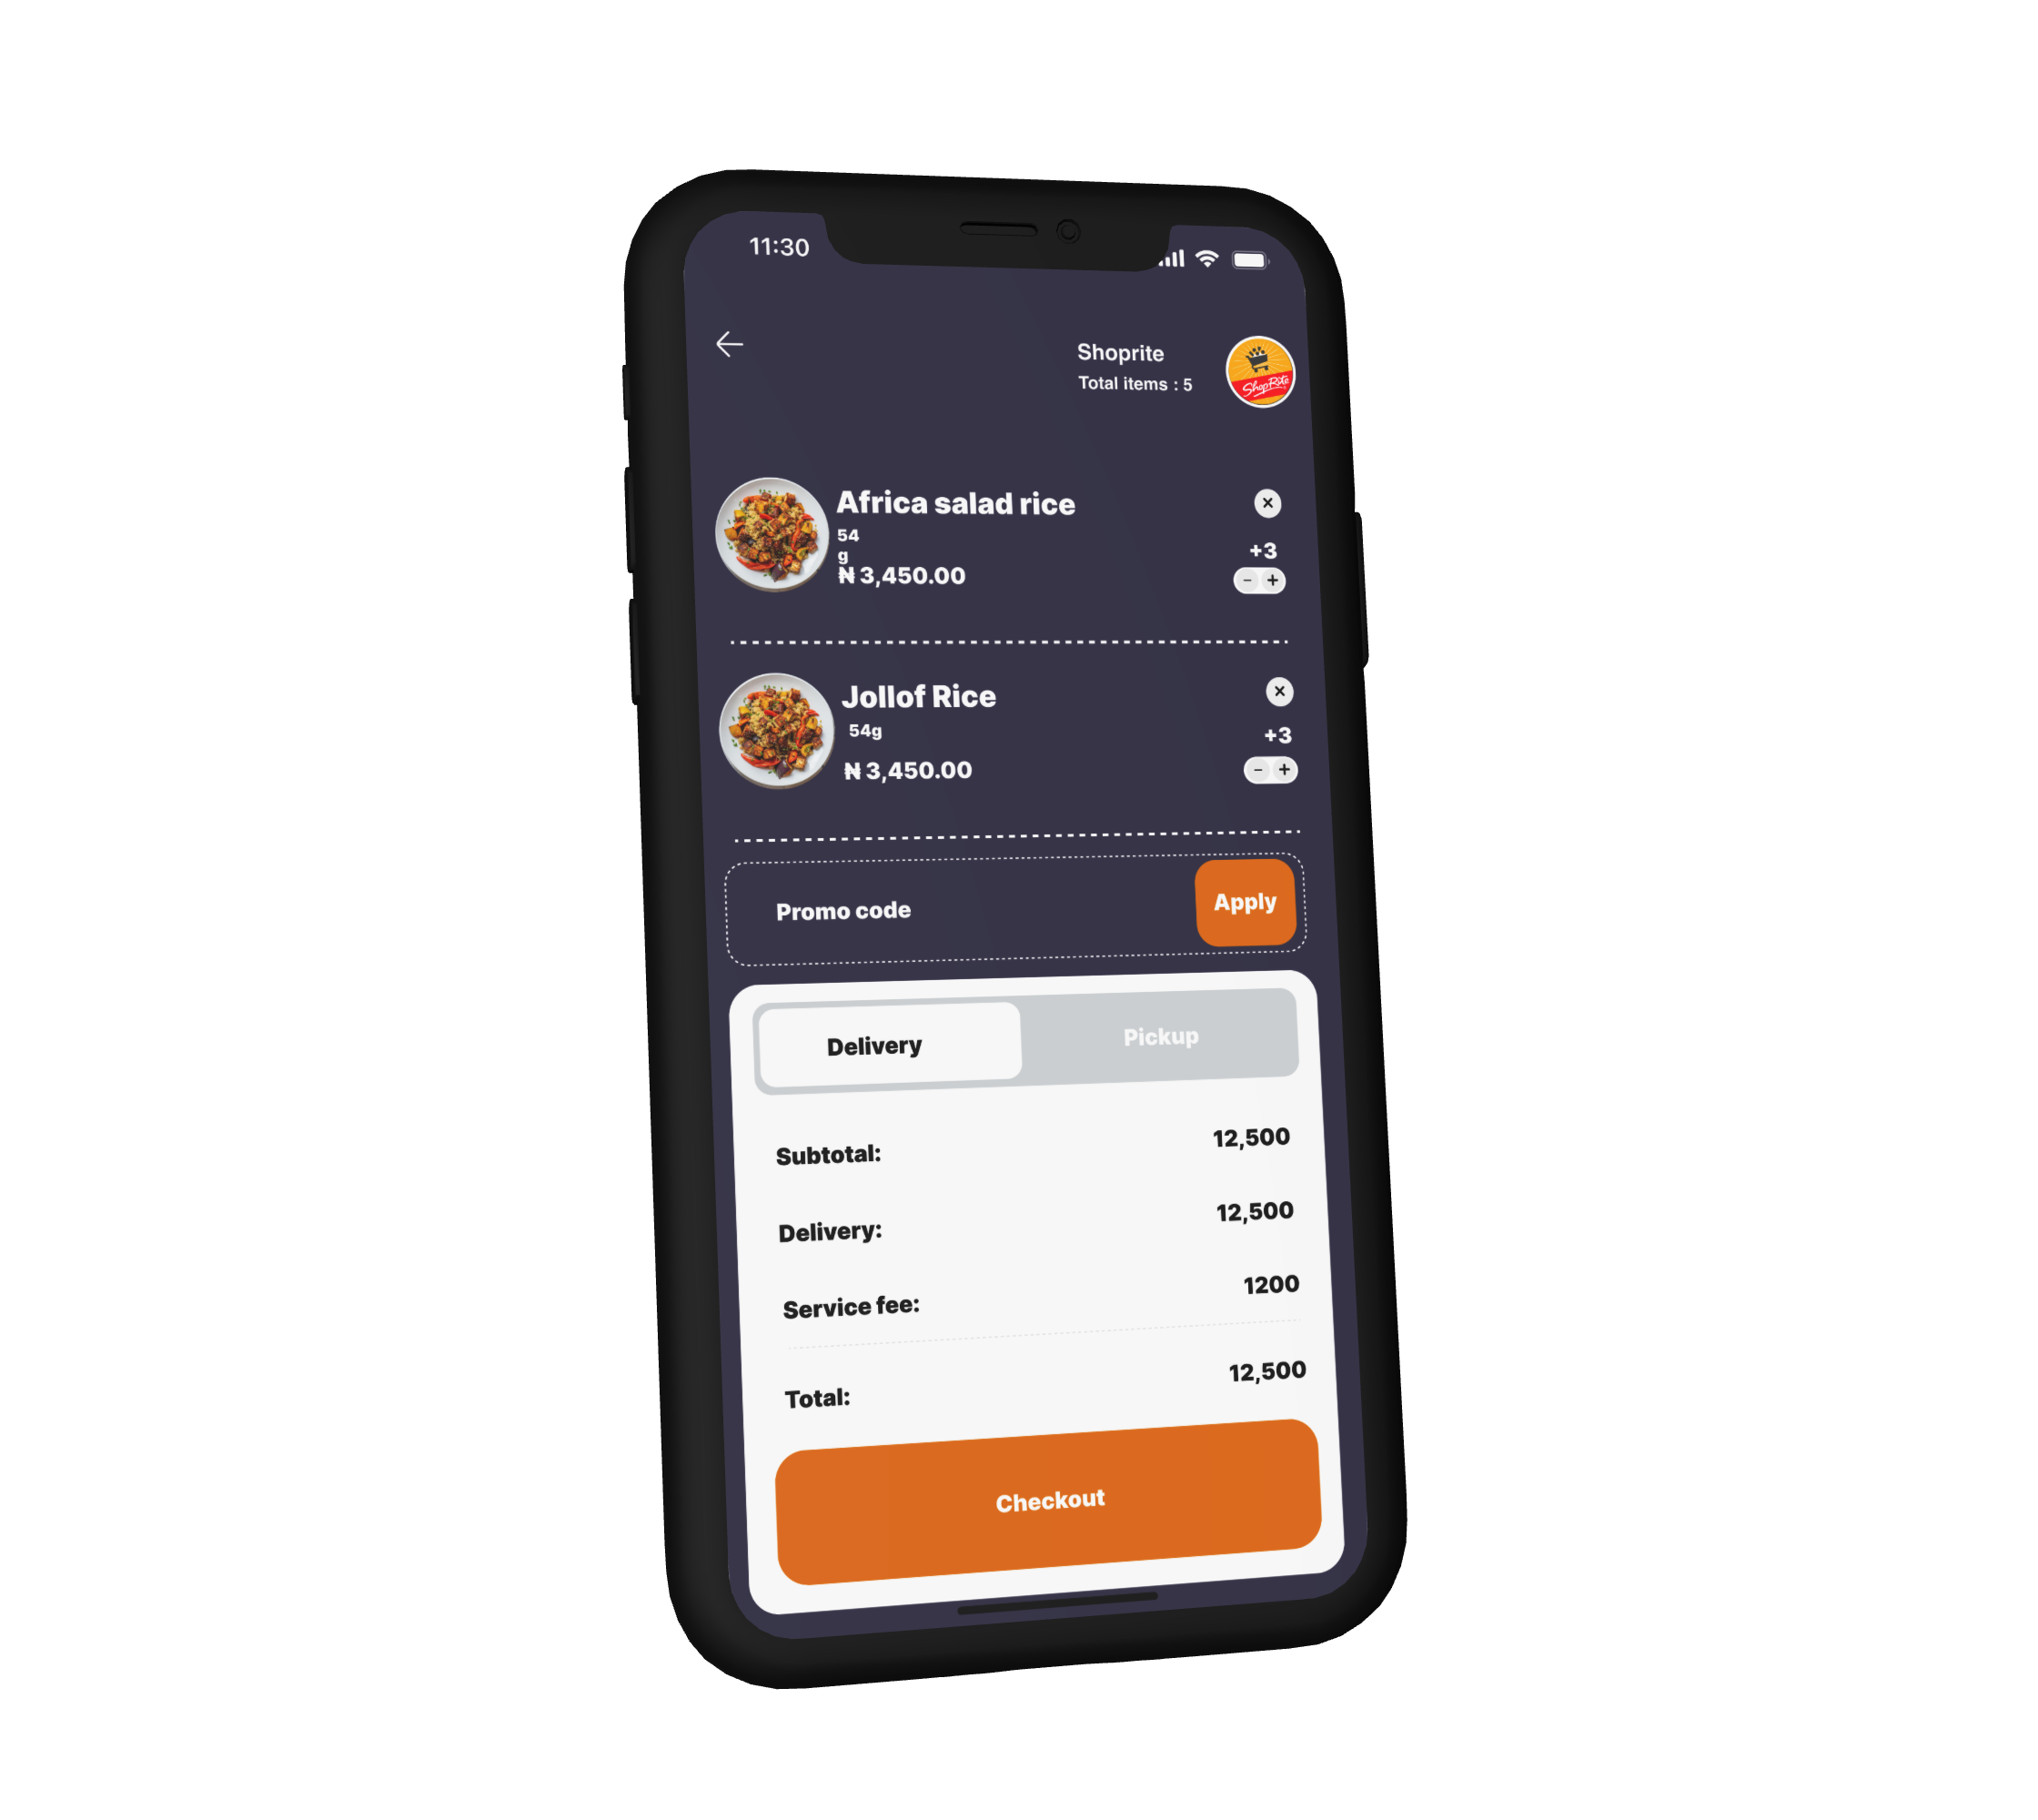 11:30
Shoprite
Total items : 5
ShopRite
Africa salad rice
54
g
₦ 3,450.00
+3
- +
Jollof Rice
54g
₦ 3,450.00
+3
- +
Promo code
Apply
Delivery
Pickup
Subtotal:
12,500
Delivery:
12,500
Service fee:
1200
Total:
12,500
Checkout